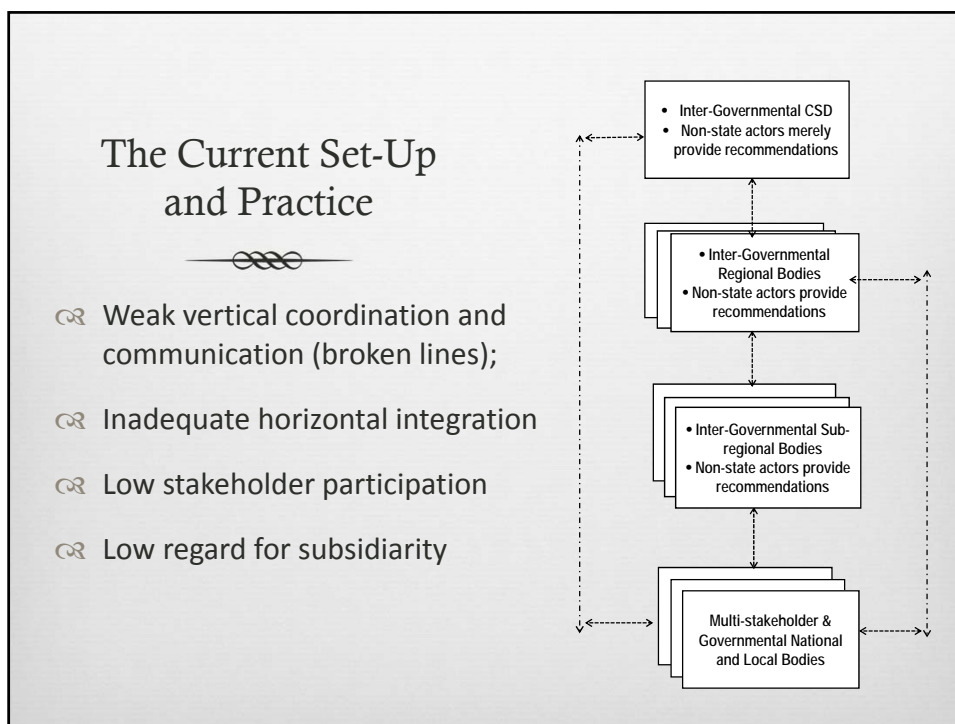 The Current Set-Up
and Practice
Weak vertical coordination and
communication (broken lines);
Inadequate horizontal integration
Low stakeholder participation
Low regard for subsidiarity
• Inter-Governmental CSD
• Non-state actors merely
provide recommendations
• Inter-Governmental
Regional Bodies
• Non-state actors provide
recommendations
• Inter-Governmental Sub-
regional Bodies
• Non-state actors provide
recommendations
Multi-stakeholder &
Governmental National
and Local Bodies